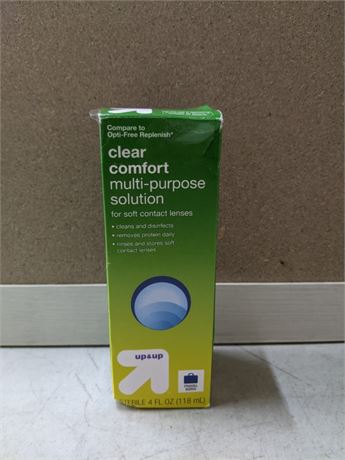 Compare to
Opti-Free Replenish*
clear
comfort
multi-purpose
solution
for soft contact lenses
• cleans and disinfects
• removes protein daily
• rinses and stores soft
contact lenses
up&up
STERILE 4 FL OZ (118 mL)